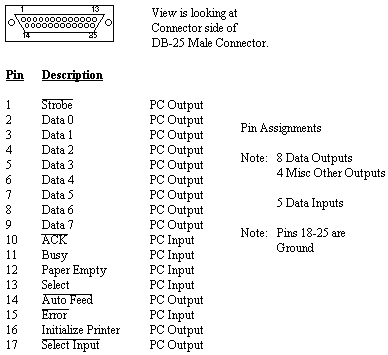 1 13
14 25
View is looking at
Connector side of
DB-25 Male Connector.
Pin Description
1 Strobe PC Output
2 Data 0 PC Output
3 Data 1 PC Output
4 Data 2 PC Output
5 Data 3 PC Output
6 Data 4 PC Output
7 Data 5 PC Output
8 Data 6 PC Output
9 Data 7 PC Output
10 ACK PC Input
11 Busy PC Input
12 Paper Empty PC Input
13 Select PC Input
14 Auto Feed PC Output
15 Error PC Input
16 Initialize Printer PC Output
17 Select Input PC Output
Pin Assignments
Note: 8 Data Outputs
4 Misc Other Outputs
5 Data Inputs
Note: Pins 18-25 are
Ground